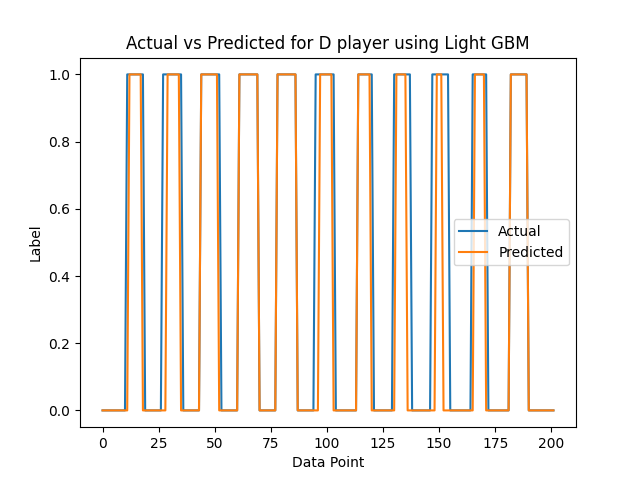 Actual vs Predicted for D player using Light GBM
1.0
0.8
0.6
0.4
0.2
0.0
Label
Actual
Predicted
0 25 50 75 100 125 150 175 200
Data Point